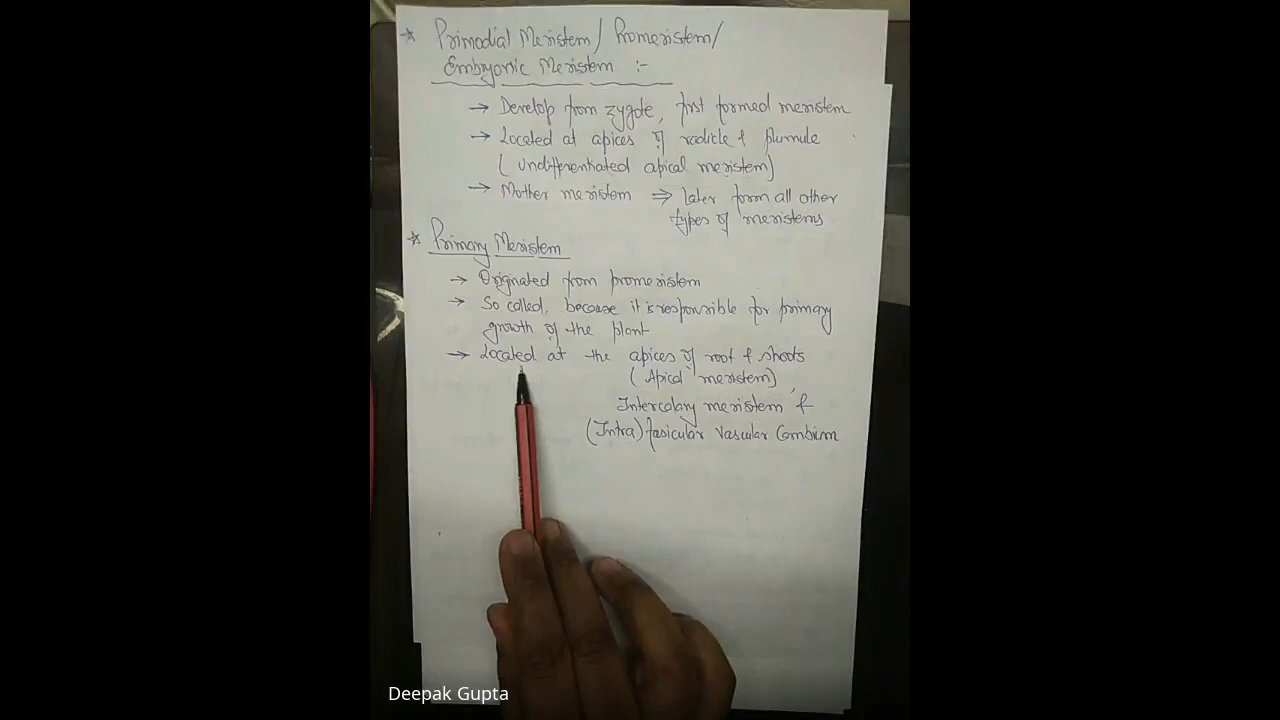 * Primodial Meristem / Promeristem /
Embryonic Meristem :-
→ Develop from zygote, first formed meristem
→ Located at apices of radicle & plumule
(undifferentiated apical meristem)
→ Mother meristem ⇒ Later form all other
types of meristems
* Primary Meristem
→ Originated from promeristem
→ So called, because it is responsible for primary
growth of the plant
→ Located at the apices of root & shoots
(Apical meristem),
Intercalary meristem &
(Intra) fasicular Vascular Cambium
Deepak Gupta